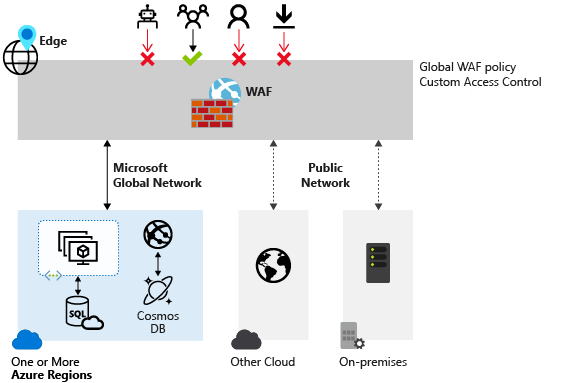 Edge
Global WAF policy
Custom Access Control
WAF
Microsoft
Global Network
Public
Network
SQL
Cosmos
DB
One or More
Azure Regions
Other Cloud
On-premises